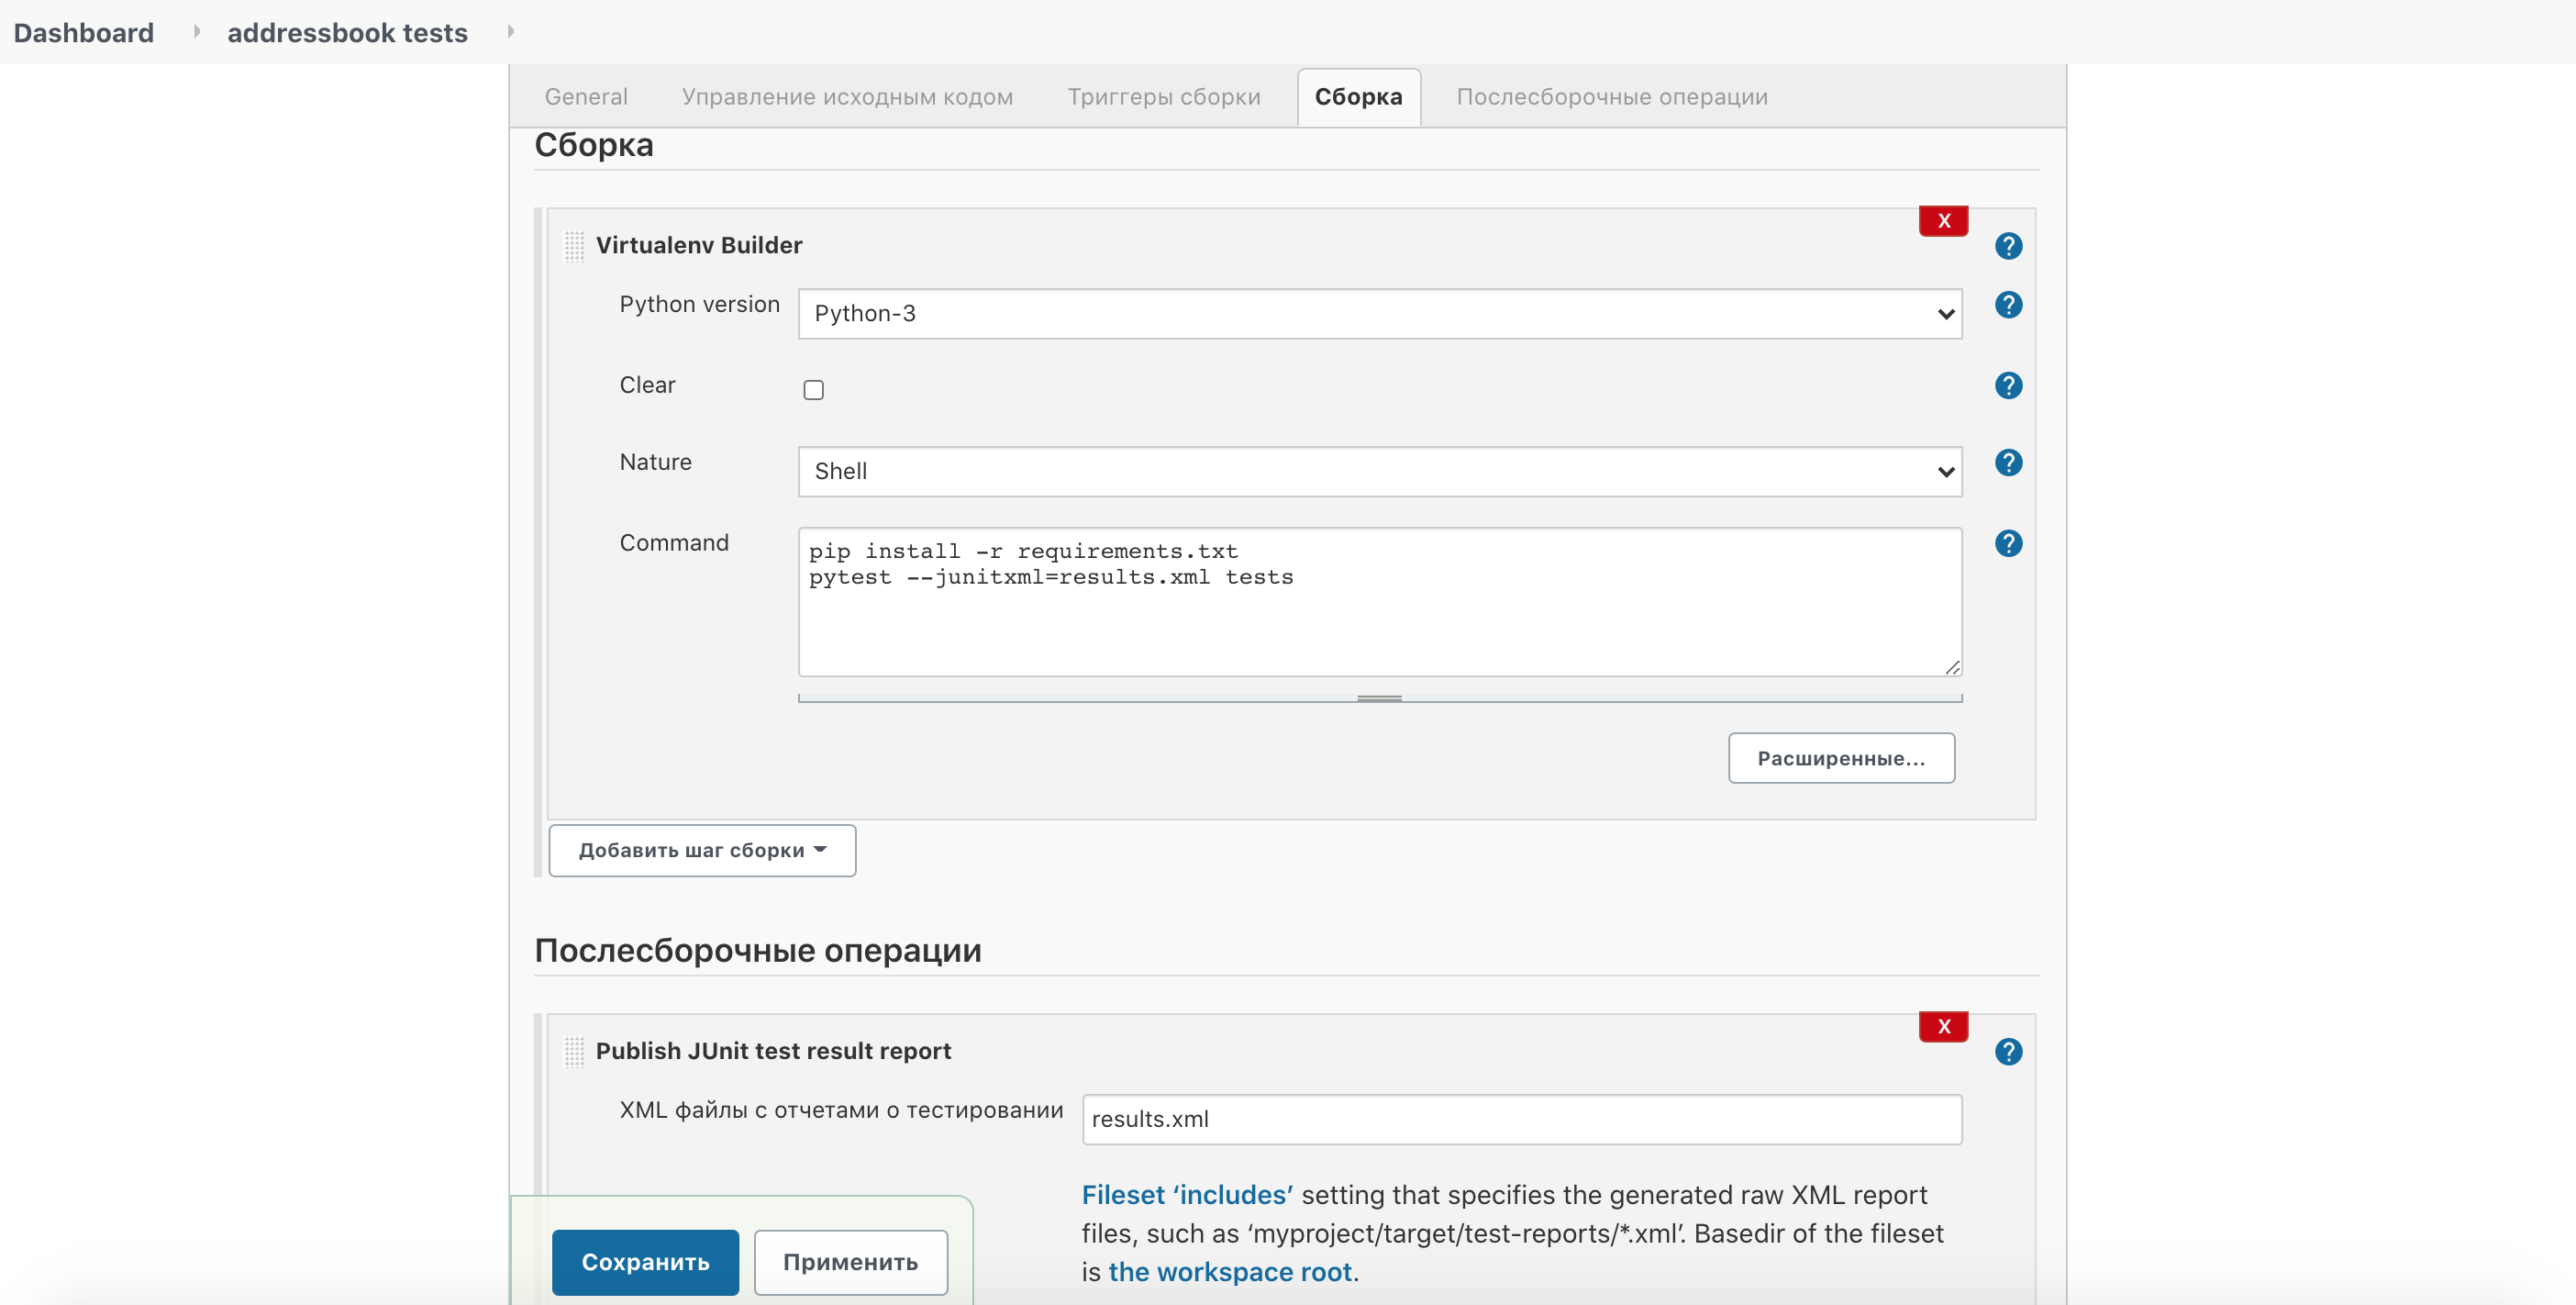 Dashboard addressbook tests
General Управление исходным кодом Триггеры сборки Сборка Послесборочные операции
Сборка
X
Virtualenv Builder ?
Python version Python-3 ?
Clear ?
Nature Shell ?
Command ?
pip install -r requirements.txt
pytest --junitxml=results.xml tests
Расширенные...
Добавить шаг сборки
Послесборочные операции
X
Publish JUnit test result report ?
XML файлы с отчетами о тестировании results.xml
Fileset ‘includes’ setting that specifies the generated raw XML report
files, such as ‘myproject/target/test-reports/*.xml’. Basedir of the fileset
is the workspace root.
Сохранить Применить